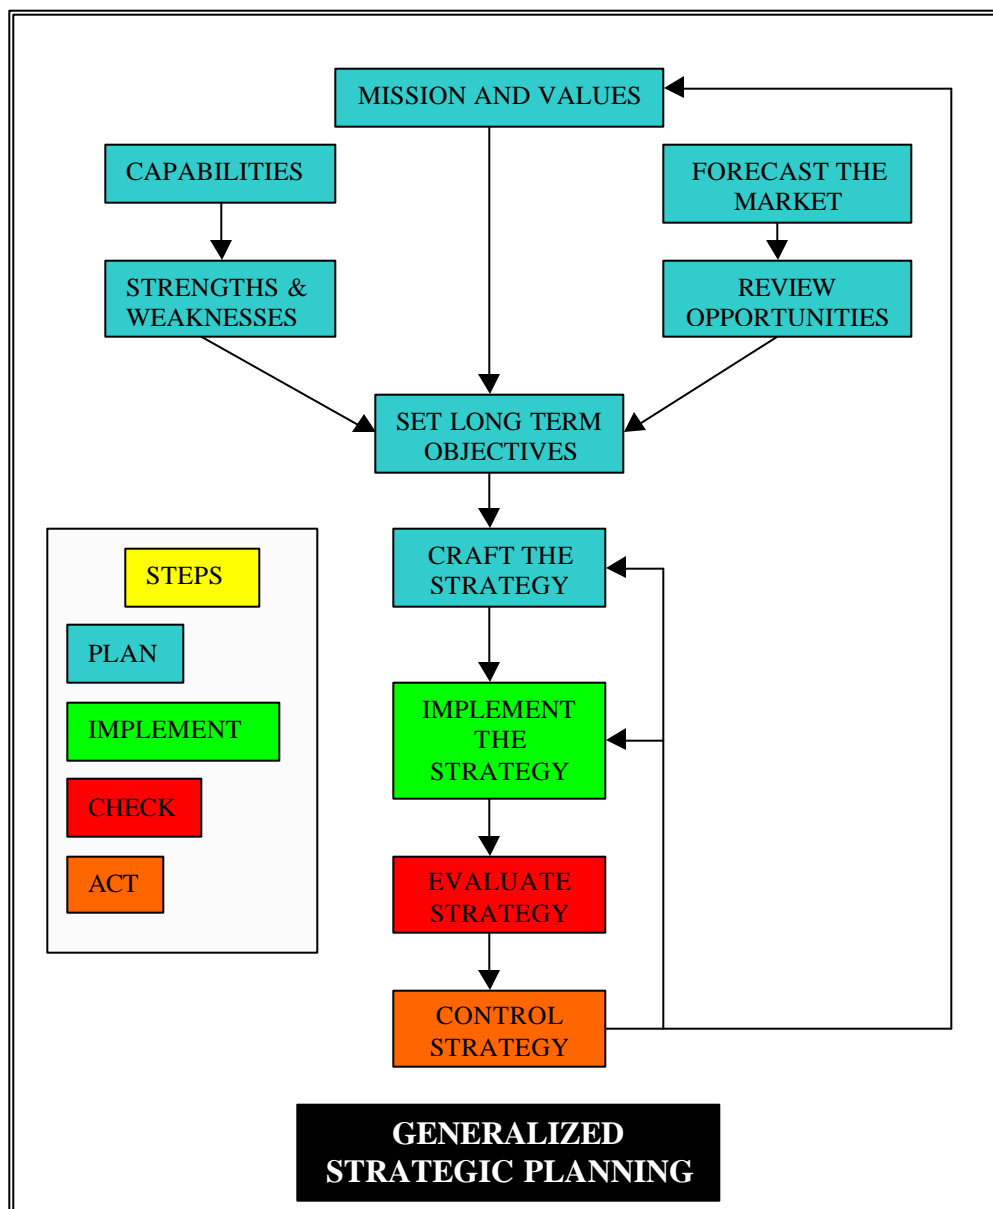 MISSION AND VALUES
CAPABILITIES
FORECAST THE
MARKET
STRENGTHS &
WEAKNESSES
REVIEW
OPPORTUNITIES
SET LONG TERM
OBJECTIVES
CRAFT THE
STRATEGY
STEPS
PLAN
IMPLEMENT
CHECK
ACT
IMPLEMENT
THE
STRATEGY
EVALUATE
STRATEGY
CONTROL
STRATEGY
GENERALIZED
STRATEGIC PLANNING